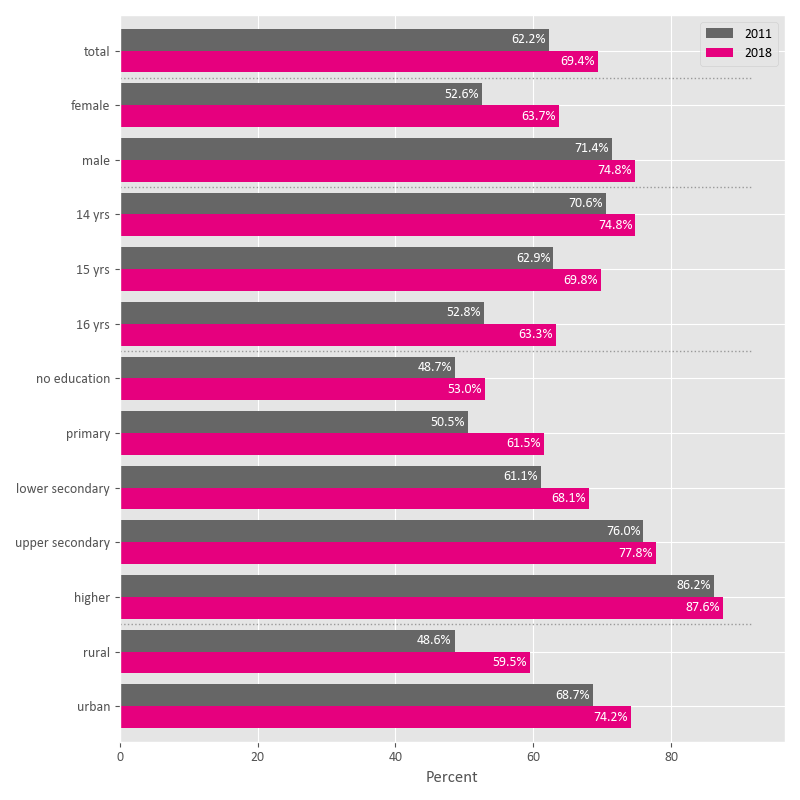 2011
2018
total 62.2%
69.4%
female 52.6%
63.7%
male 71.4%
74.8%
14 yrs 70.6%
74.8%
15 yrs 62.9%
69.8%
16 yrs 52.8%
63.3%
no education 48.7%
53.0%
primary 50.5%
61.5%
lower secondary 61.1%
68.1%
upper secondary 76.0%
77.8%
higher 86.2%
87.6%
rural 48.6%
59.5%
urban 68.7%
74.2%
0 20 40 60 80
Percent